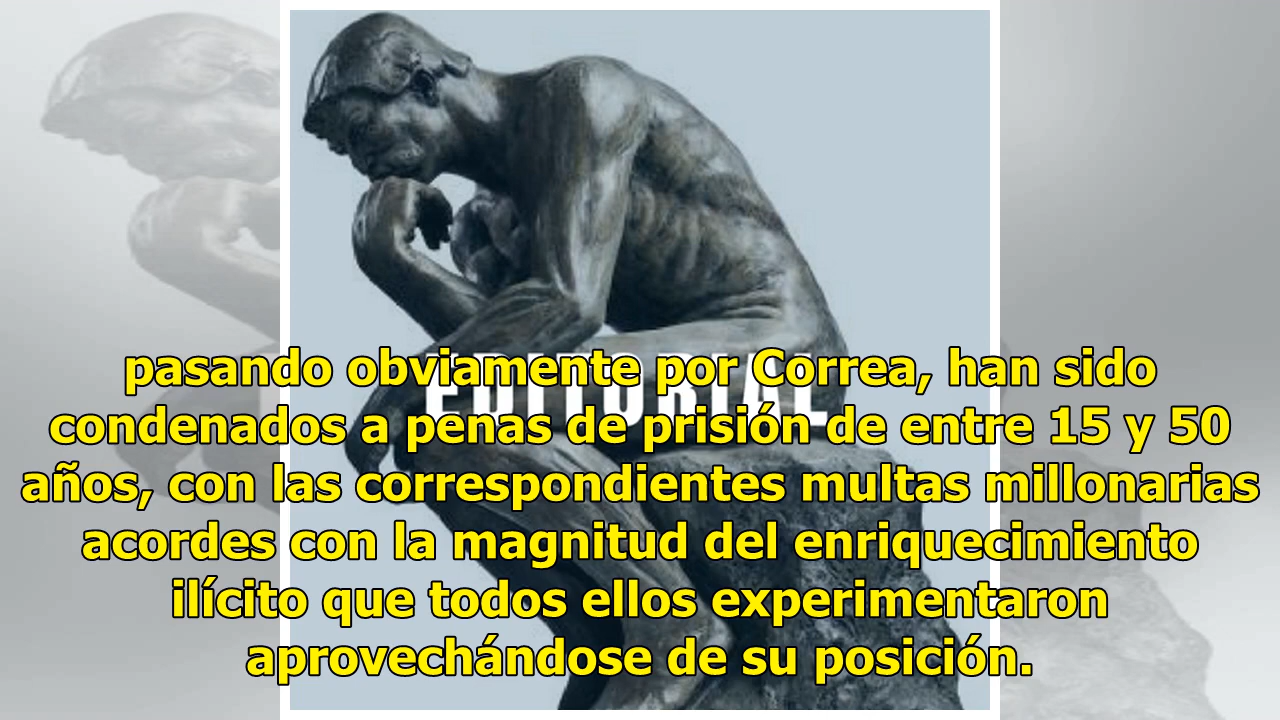 pasando obviamente por Correa, han sido
EDITORIAL
condenados a penas de prisión de entre 15 y 50
años, con las correspondientes multas millonarias
acordes con la magnitud del enriquecimiento
ilícito que todos ellos experimentaron
aprovechándose de su posición.